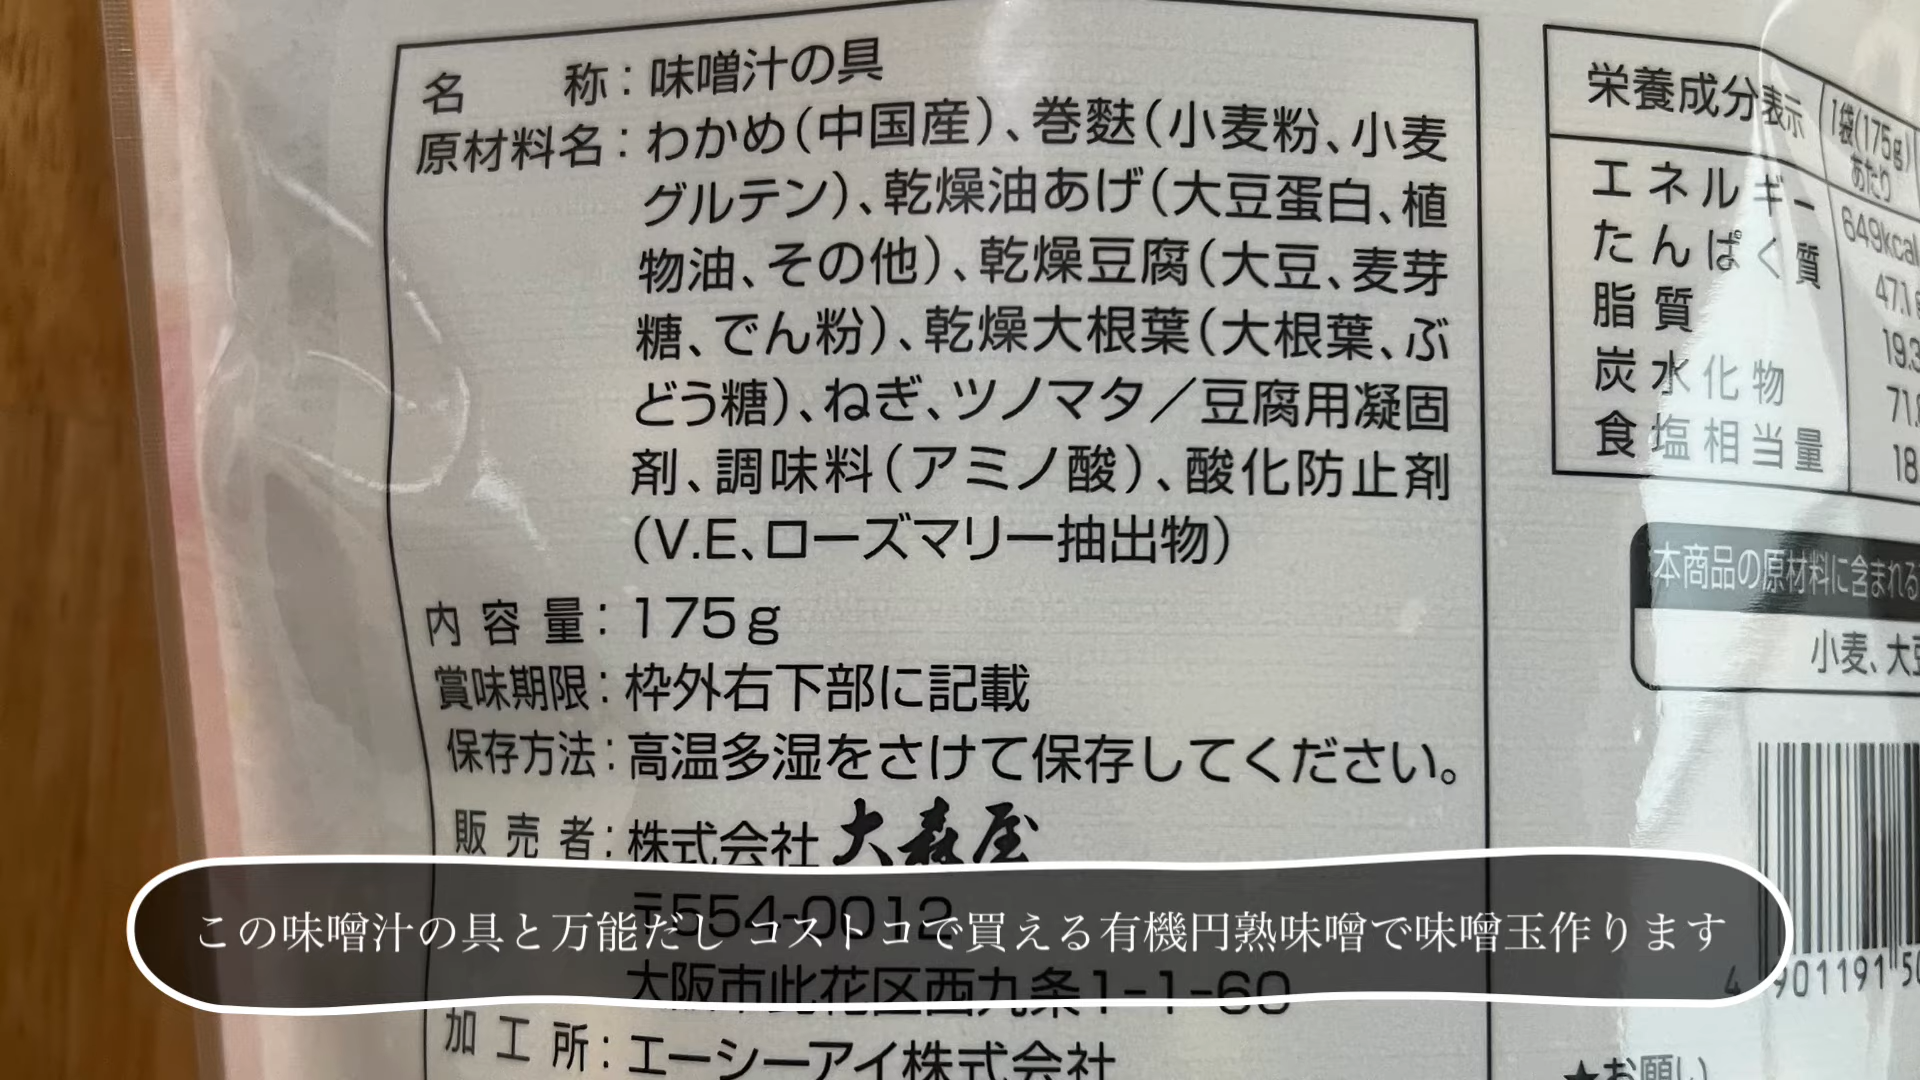 名 称：味噌汁の具
原材料名：わかめ（中国産）、巻麩（小麦粉、小麦
グルテン）、乾燥油あげ（大豆蛋白、植
物油、その他）、乾燥豆腐（大豆、麦芽
糖、でん粉）、乾燥大根葉（大根葉、ぶ
どう糖）、ねぎ、ツノマタ／豆腐用凝固
剤、調味料（アミノ酸）、酸化防止剤
（V.E、ローズマリー抽出物）
内容量：175g
賞味期限：枠外右下部に記載
保存方法：高温多湿をさけて保存してください。
販売者：株式会社 大森屋
〒554-0012
大阪市此花区西九条1-1-60
加工所：エーシーアイ株式会社
栄養成分表示 1袋(175g)あたり
エネルギー 649kcal
たんぱく質 47.1
脂質 19.3
炭水化物 71.
食塩相当量 18
本商品の原材料に含まれる
小麦、大豆
4 901191 50
★お願い
この味噌汁の具と万能だし コストコで買える有機円熟味噌で味噌玉作ります